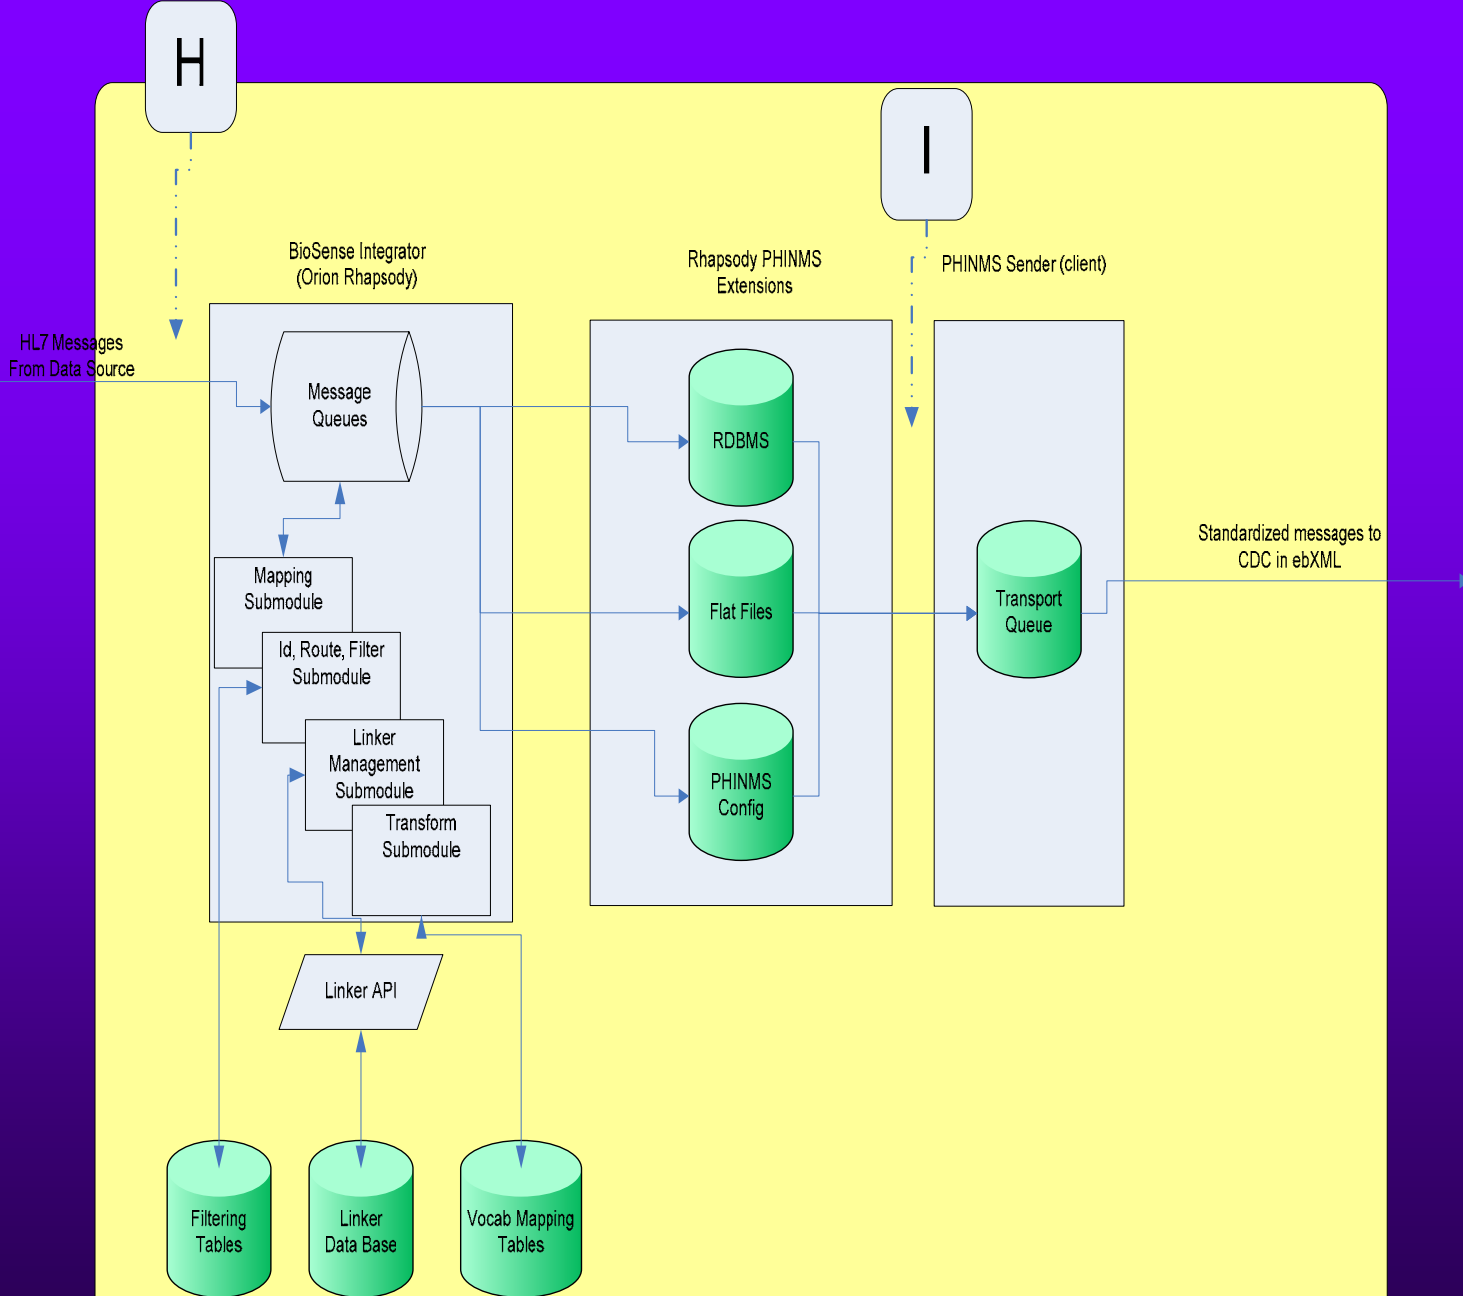 H
I
BioSense Integrator
(Orion Rhapsody)
Rhapsody PHINMS
Extensions
PHINMS Sender (client)
HL7 Messages
From Data Source
Message
Queues
RDBMS
Mapping
Submodule
Id, Route, Filter
Submodule
Linker
Management
Submodule
Transform
Submodule
Flat Files
PHINMS
Config
Transport
Queue
Standardized messages to
CDC in ebXML
Linker API
Filtering
Tables
Linker
Data Base
Vocab Mapping
Tables